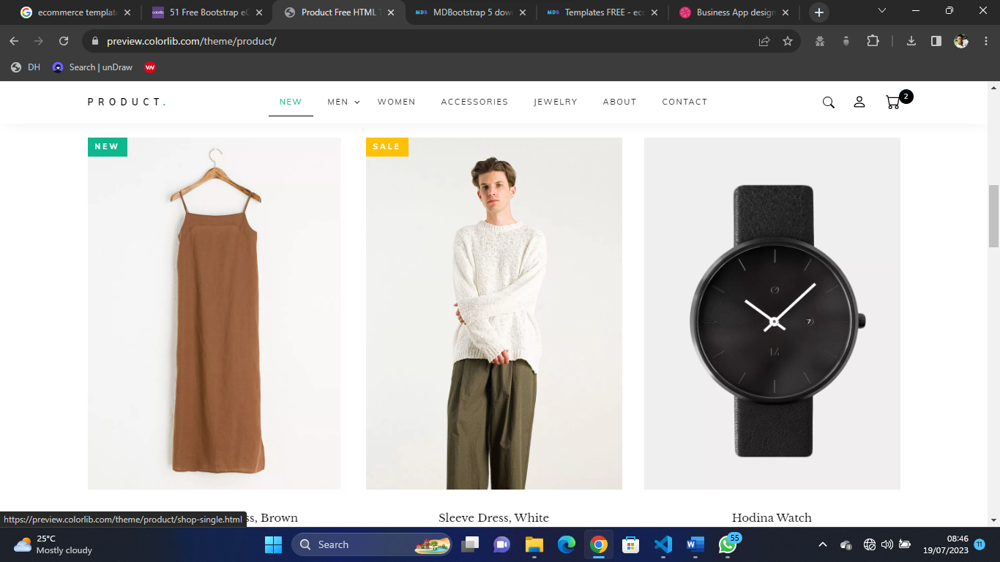 ecommerce templat
51 Free Bootstrap eC
Product Free HTML T
MDBootstrap 5 dow
Templates FREE - ec
Business App design
preview.colorlib.com/theme/product/
DH
Search | unDraw
PRODUCT.
NEW
MEN
WOMEN
ACCESSORIES
JEWELRY
ABOUT
CONTACT
2
NEW
SALE
7
ss, Brown
Sleeve Dress, White
Hodina Watch
https://preview.colorlib.com/theme/product/shop-single.html
25°C
Mostly cloudy
Search
55
08:46
19/07/2023
11